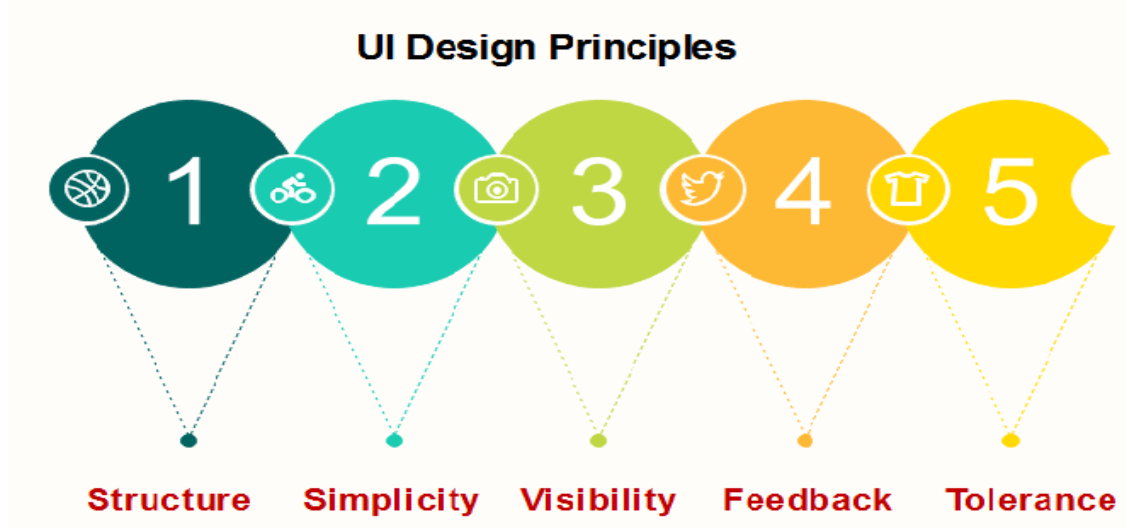 UI Design Principles
1 2 3 4 5
Structure Simplicity Visibility Feedback Tolerance